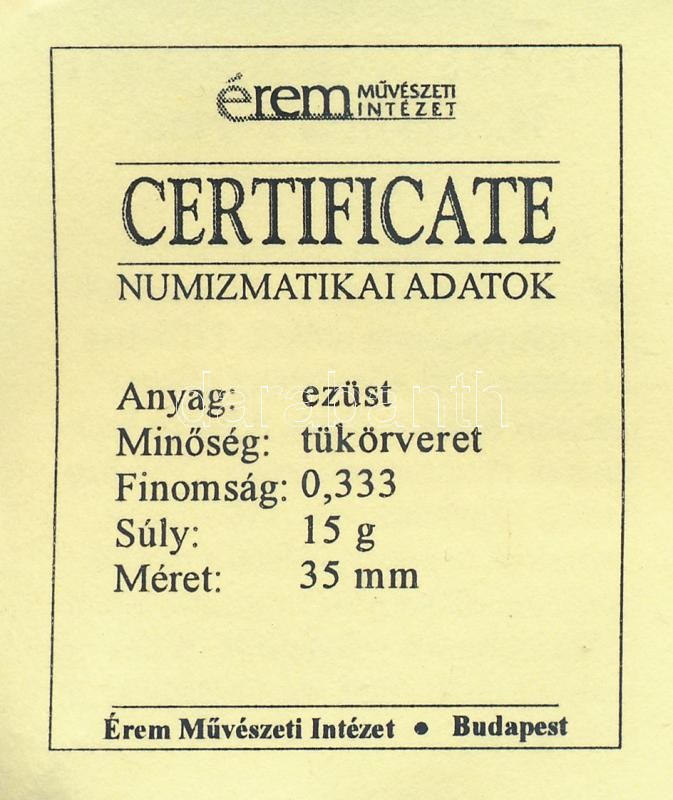 érem MŰVÉSZETI
INTÉZET
CERTIFICATE
NUMIZMATIKAI ADATOK
Anyag: ezüst
darabanth
Minőség: tükörveret
Finomság: 0,333
Súly: 15 g
Méret: 35 mm
Érem Művészeti Intézet • Budapest